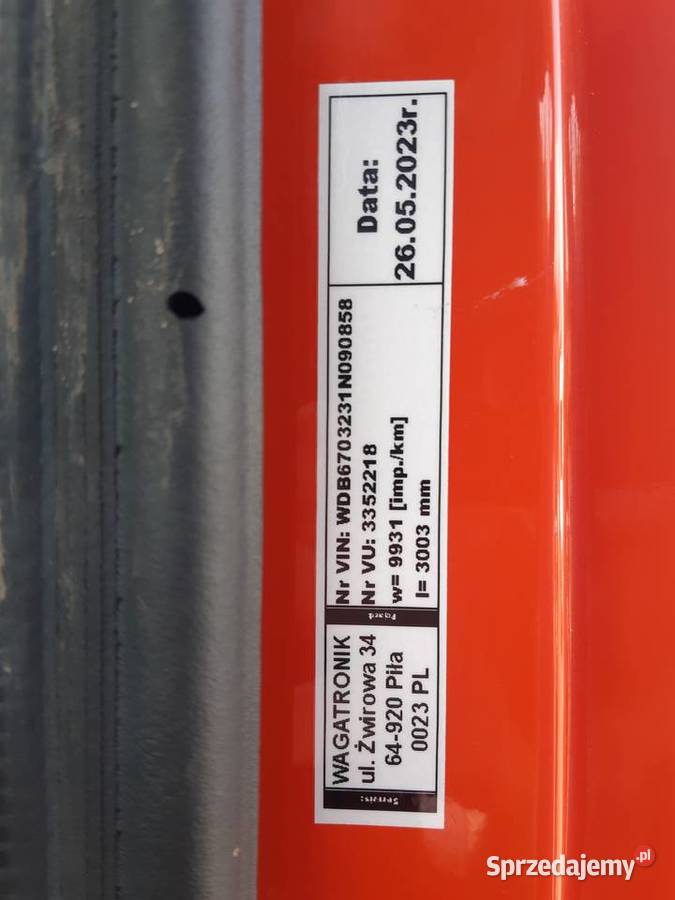 Serwis:
WAGATRONIK
ul. Żwirowa 34
64-920 Piła
0023 PL
Pojazd
Nr VIN: WDB6703231N090858
Nr VU: 3352218
w= 9931 [imp./km]
l= 3003 mm
Data:
26.05.2023r.
Sprzedajemy.pl